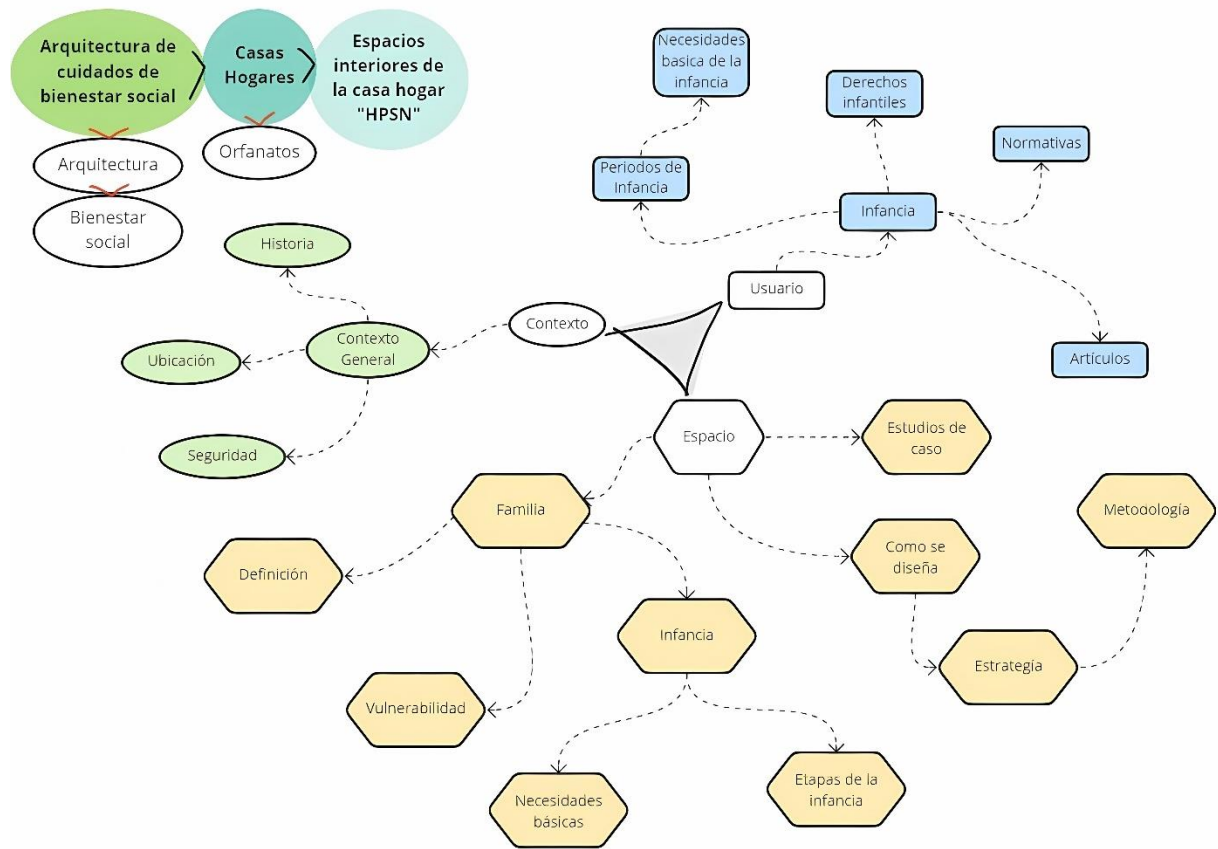 Arquitectura de
cuidados de
bienestar social
Casas
Hogares
Espacios
interiores de
la casa hogar
"HPSN"
Arquitectura
Bienestar
social
Orfanatos
Necesidades
basica de la
infancia
Derechos
infantiles
Normativas
Periodos de
Infancia
Infancia
Usuario
Artículos
Historia
Contexto
Contexto
General
Ubicación
Seguridad
Espacio
Estudios de
caso
Familia
Metodología
Definición
Como se
diseña
Infancia
Estrategía
Vulnerabilidad
Necesidades
básicas
Etapas de la
infancia